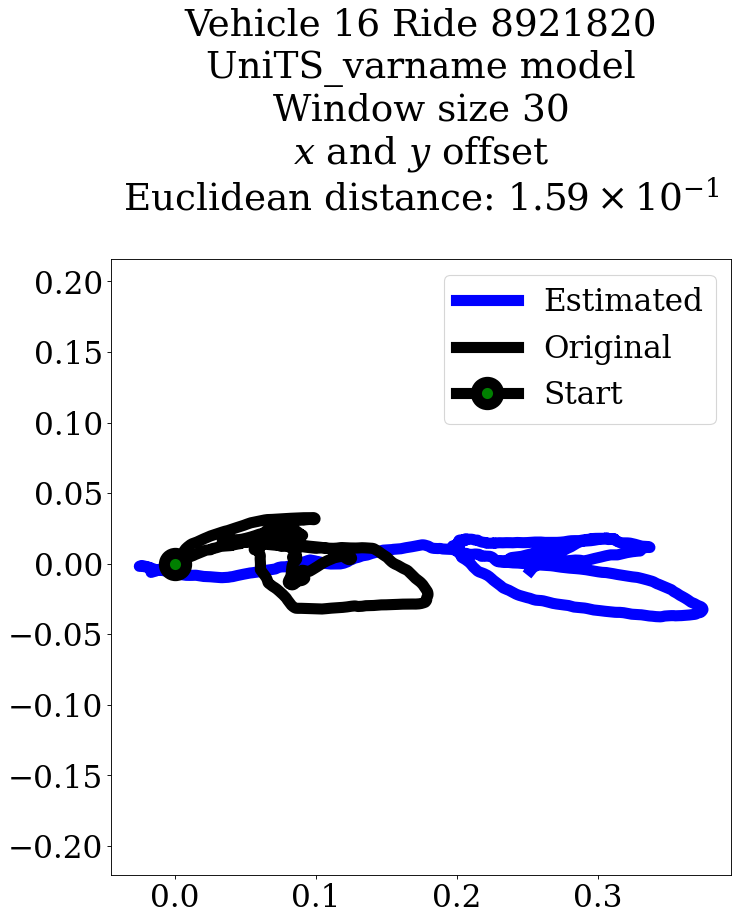 Vehicle 16 Ride 8921820
UniTS_varname model
Window size 30
x and y offset
Euclidean distance: 1.59 × 10⁻¹
Estimated
Original
Start
0.20
0.15
0.10
0.05
0.00
−0.05
−0.10
−0.15
−0.20
0.0 0.1 0.2 0.3